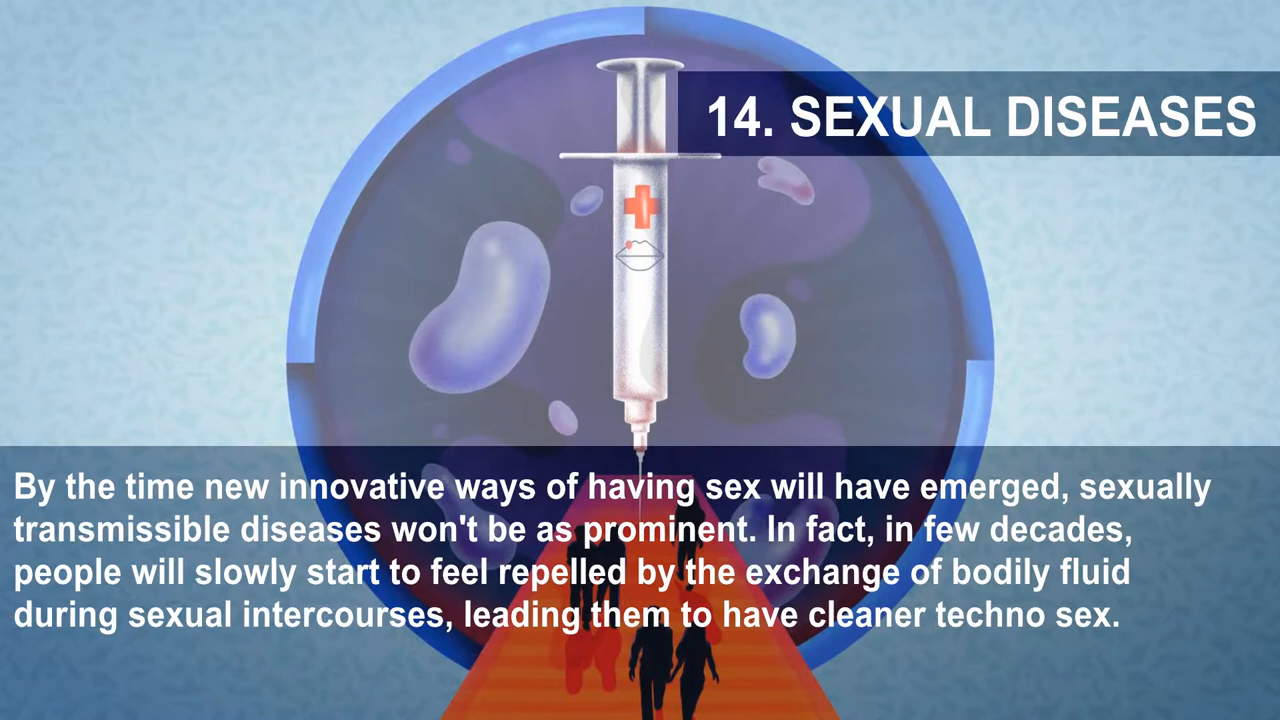 14. SEXUAL DISEASES
By the time new innovative ways of having sex will have emerged, sexually
transmissible diseases won't be as prominent. In fact, in few decades,
people will slowly start to feel repelled by the exchange of bodily fluid
during sexual intercourses, leading them to have cleaner techno sex.